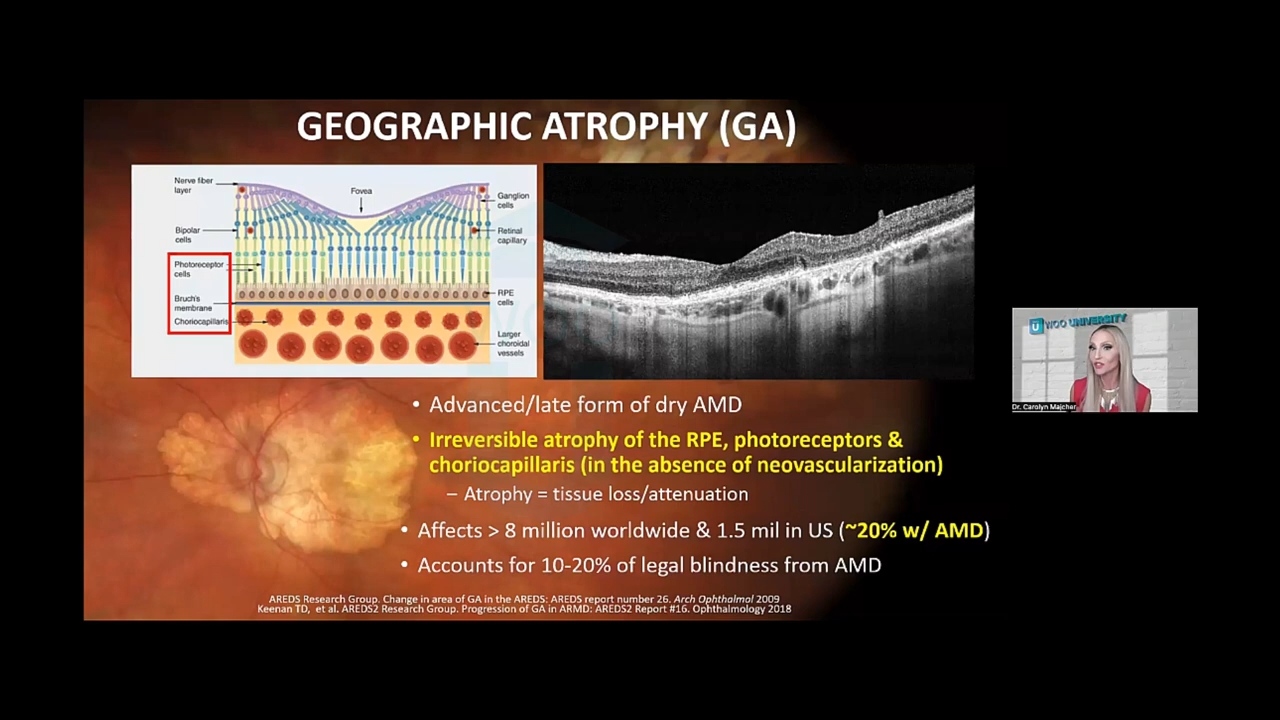 GEOGRAPHIC ATROPHY (GA)
Nerve fiber
layer
Fovea
Ganglion
cells
Bipolar
cells
Retinal
capillary
Photoreceptor
cells
Bruch's
membrane
RPE
cells
Choriocapillaris
Larger
choroidal
vessels
• Advanced/late form of dry AMD
• Irreversible atrophy of the RPE, photoreceptors &
choriocapillaris (in the absence of neovascularization)
– Atrophy = tissue loss/attenuation
• Affects > 8 million worldwide & 1.5 mil in US (~20% w/ AMD)
• Accounts for 10-20% of legal blindness from AMD
AREDS Research Group. Change in area of GA in the AREDS: AREDS report number 26. Arch Ophthalmol 2009
Keenan TD, et al. AREDS2 Research Group. Progression of GA in ARMD: AREDS2 Report #16. Ophthalmology 2018
WOO UNIVERSITY
Dr. Carolyn Majcher